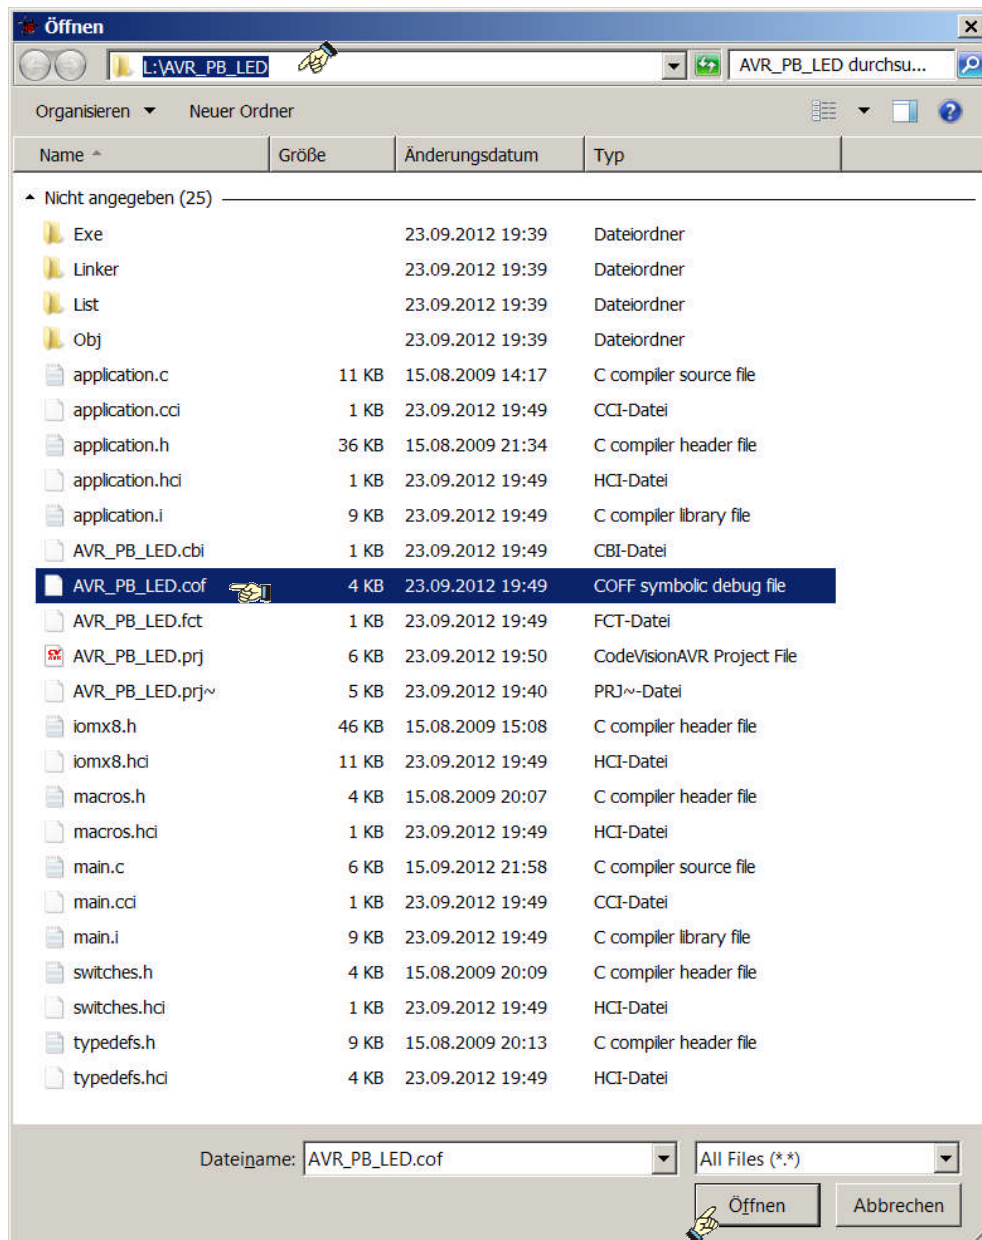 Öffnen
L:\AVR_PB_LED AVR_PB_LED durchsu...
Organisieren Neuer Ordner
Name Größe Änderungsdatum Typ
Nicht angegeben (25)
Exe 23.09.2012 19:39 Dateiordner
Linker 23.09.2012 19:39 Dateiordner
List 23.09.2012 19:39 Dateiordner
Obj 23.09.2012 19:39 Dateiordner
application.c 11 KB 15.08.2009 14:17 C compiler source file
application.cci 1 KB 23.09.2012 19:49 CCI-Datei
application.h 36 KB 15.08.2009 21:34 C compiler header file
application.hci 1 KB 23.09.2012 19:49 HCI-Datei
application.i 9 KB 23.09.2012 19:49 C compiler library file
AVR_PB_LED.cbi 1 KB 23.09.2012 19:49 CBI-Datei
AVR_PB_LED.cof 4 KB 23.09.2012 19:49 COFF symbolic debug file
AVR_PB_LED.fct 1 KB 23.09.2012 19:49 FCT-Datei
AVR_PB_LED.prj 6 KB 23.09.2012 19:50 CodeVisionAVR Project File
AVR_PB_LED.prj~ 5 KB 23.09.2012 19:40 PRJ~-Datei
iomx8.h 46 KB 15.08.2009 15:08 C compiler header file
iomx8.hci 11 KB 23.09.2012 19:49 HCI-Datei
macros.h 4 KB 15.08.2009 20:07 C compiler header file
macros.hci 1 KB 23.09.2012 19:49 HCI-Datei
main.c 6 KB 15.09.2012 21:58 C compiler source file
main.cci 1 KB 23.09.2012 19:49 CCI-Datei
main.i 9 KB 23.09.2012 19:49 C compiler library file
switches.h 4 KB 15.08.2009 20:09 C compiler header file
switches.hci 1 KB 23.09.2012 19:49 HCI-Datei
typedefs.h 9 KB 15.08.2009 20:13 C compiler header file
typedefs.hci 4 KB 23.09.2012 19:49 HCI-Datei
Dateiname: AVR_PB_LED.cof All Files (*.*)
Öffnen Abbrechen